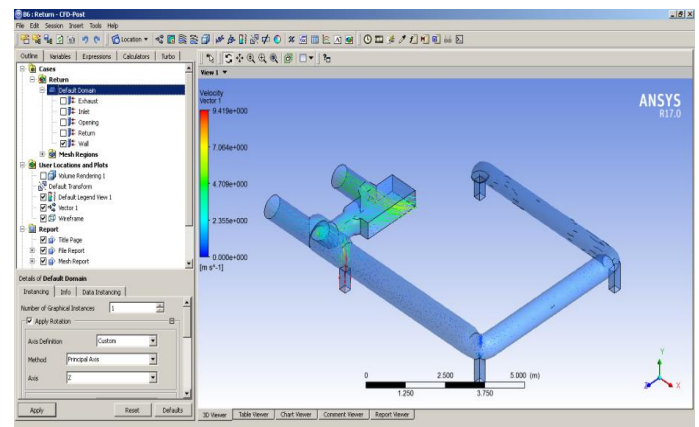 B6 : Return - CFD-Post
File Edit Session Insert Tools Help
Location
Outline Variables Expressions Calculators Turbo
View 1
Cases
Return
Default Domain
Exhaust
Inlet
Opening
Return
Wall
Mesh Regions
User Locations and Plots
Volume Rendering 1
Default Transform
Default Legend View 1
Vector 1
Wireframe
Report
Title Page
File Report
Mesh Report
Details of Default Domain
Instancing Info Data Instancing
Number of Graphical Instances 1
Apply Rotation
Axis Definition Custom
Method Principal Axis
Axis Z
Apply Reset Defaults
Velocity
Vector 1
9.419e+000
7.064e+000
4.709e+000
2.355e+000
0.000e+000
[m s^-1]
ANSYS
R17.0
0 2.500 5.000 (m)
1.250 3.750
Y
Z X
3D Viewer Table Viewer Chart Viewer Comment Viewer Report Viewer